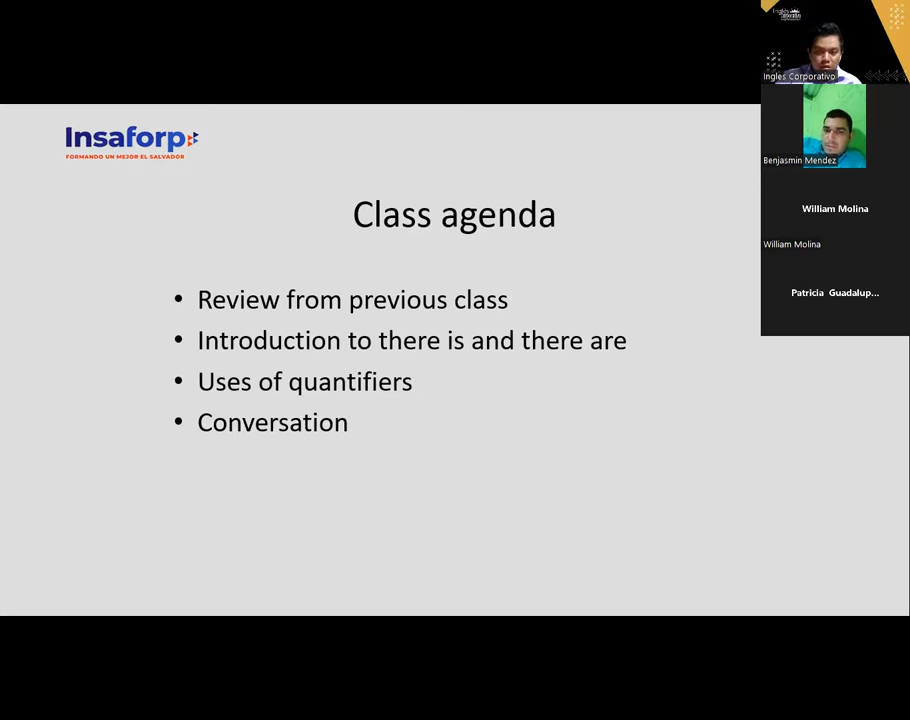 Insaforp
FORMANDO UN MEJOR EL SALVADOR
Class agenda
• Review from previous class
• Introduction to there is and there are
• Uses of quantifiers
• Conversation
Ingles Corporativo
Benjasmin Mendez
William Molina
William Molina
Patricia Guadalup...